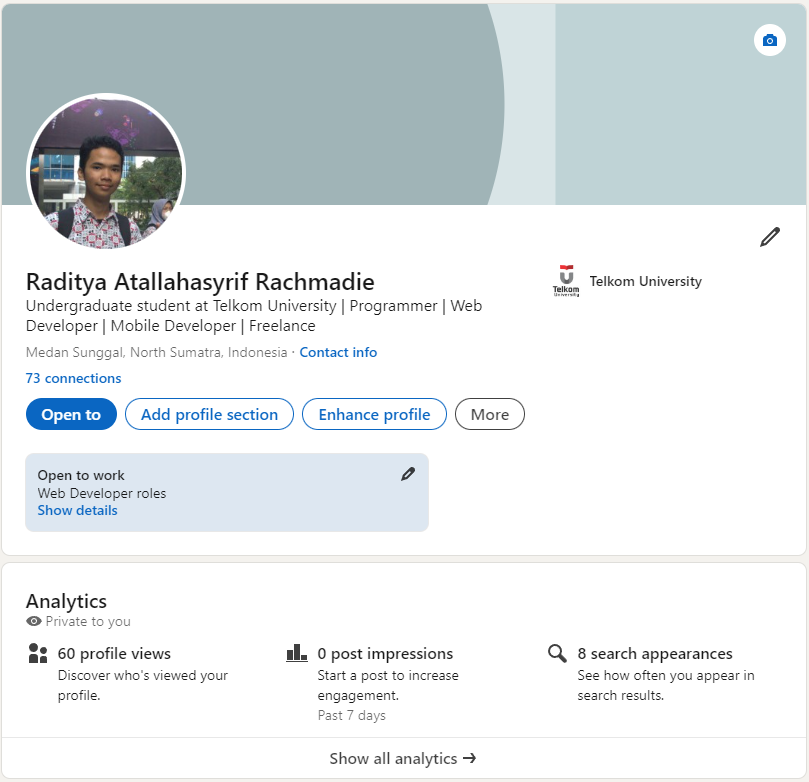 Raditya Atallahasyrif Rachmadie
Undergraduate student at Telkom University | Programmer | Web
Developer | Mobile Developer | Freelance
Medan Sunggal, North Sumatra, Indonesia · Contact info
73 connections
Telkom
University
Telkom University
Open to
Add profile section
Enhance profile
More
Open to work
Web Developer roles
Show details
Analytics
Private to you
60 profile views
Discover who's viewed your
profile.
0 post impressions
Start a post to increase
engagement.
Past 7 days
8 search appearances
See how often you appear in
search results.
Show all analytics →